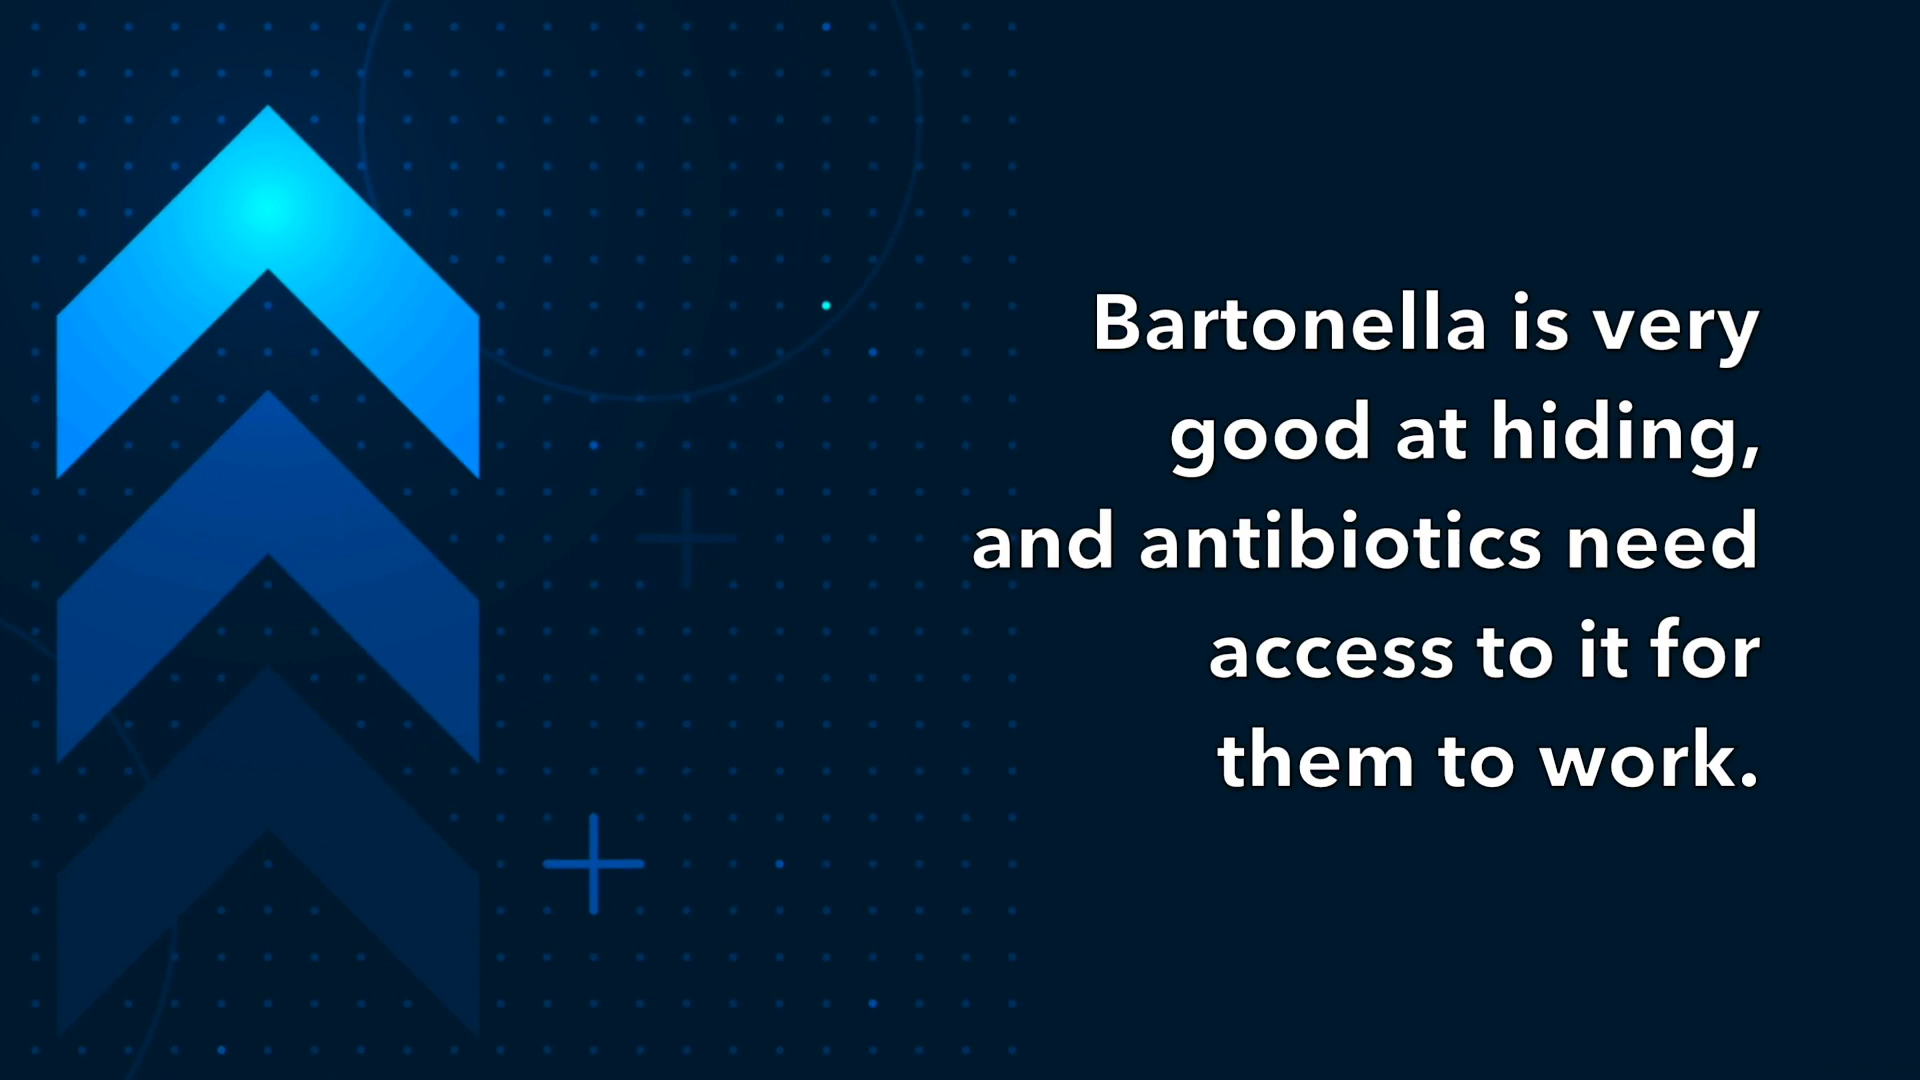 Bartonella is very
good at hiding,
and antibiotics need
access to it for
them to work.